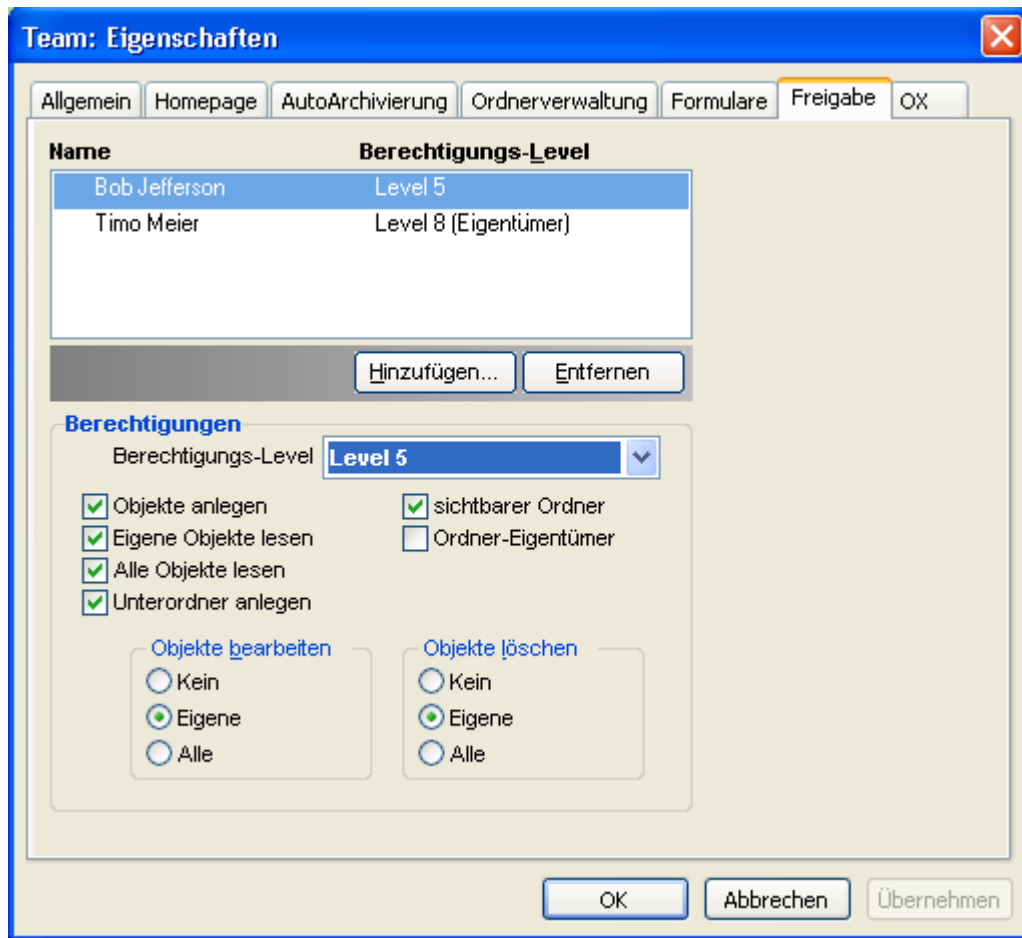 Team: Eigenschaften
Allgemein Homepage AutoArchivierung Ordnerverwaltung Formulare Freigabe OX
Name Berechtigungs-Level
Bob Jefferson Level 5
Timo Meier Level 8 (Eigentümer)
Hinzufügen... Entfernen
Berechtigungen
Berechtigungs-Level Level 5
Objekte anlegen sichtbarer Ordner
Eigene Objekte lesen Ordner-Eigentümer
Alle Objekte lesen
Unterordner anlegen
Objekte bearbeiten Objekte löschen
Kein Kein
Eigene Eigene
Alle Alle
OK Abbrechen Übernehmen